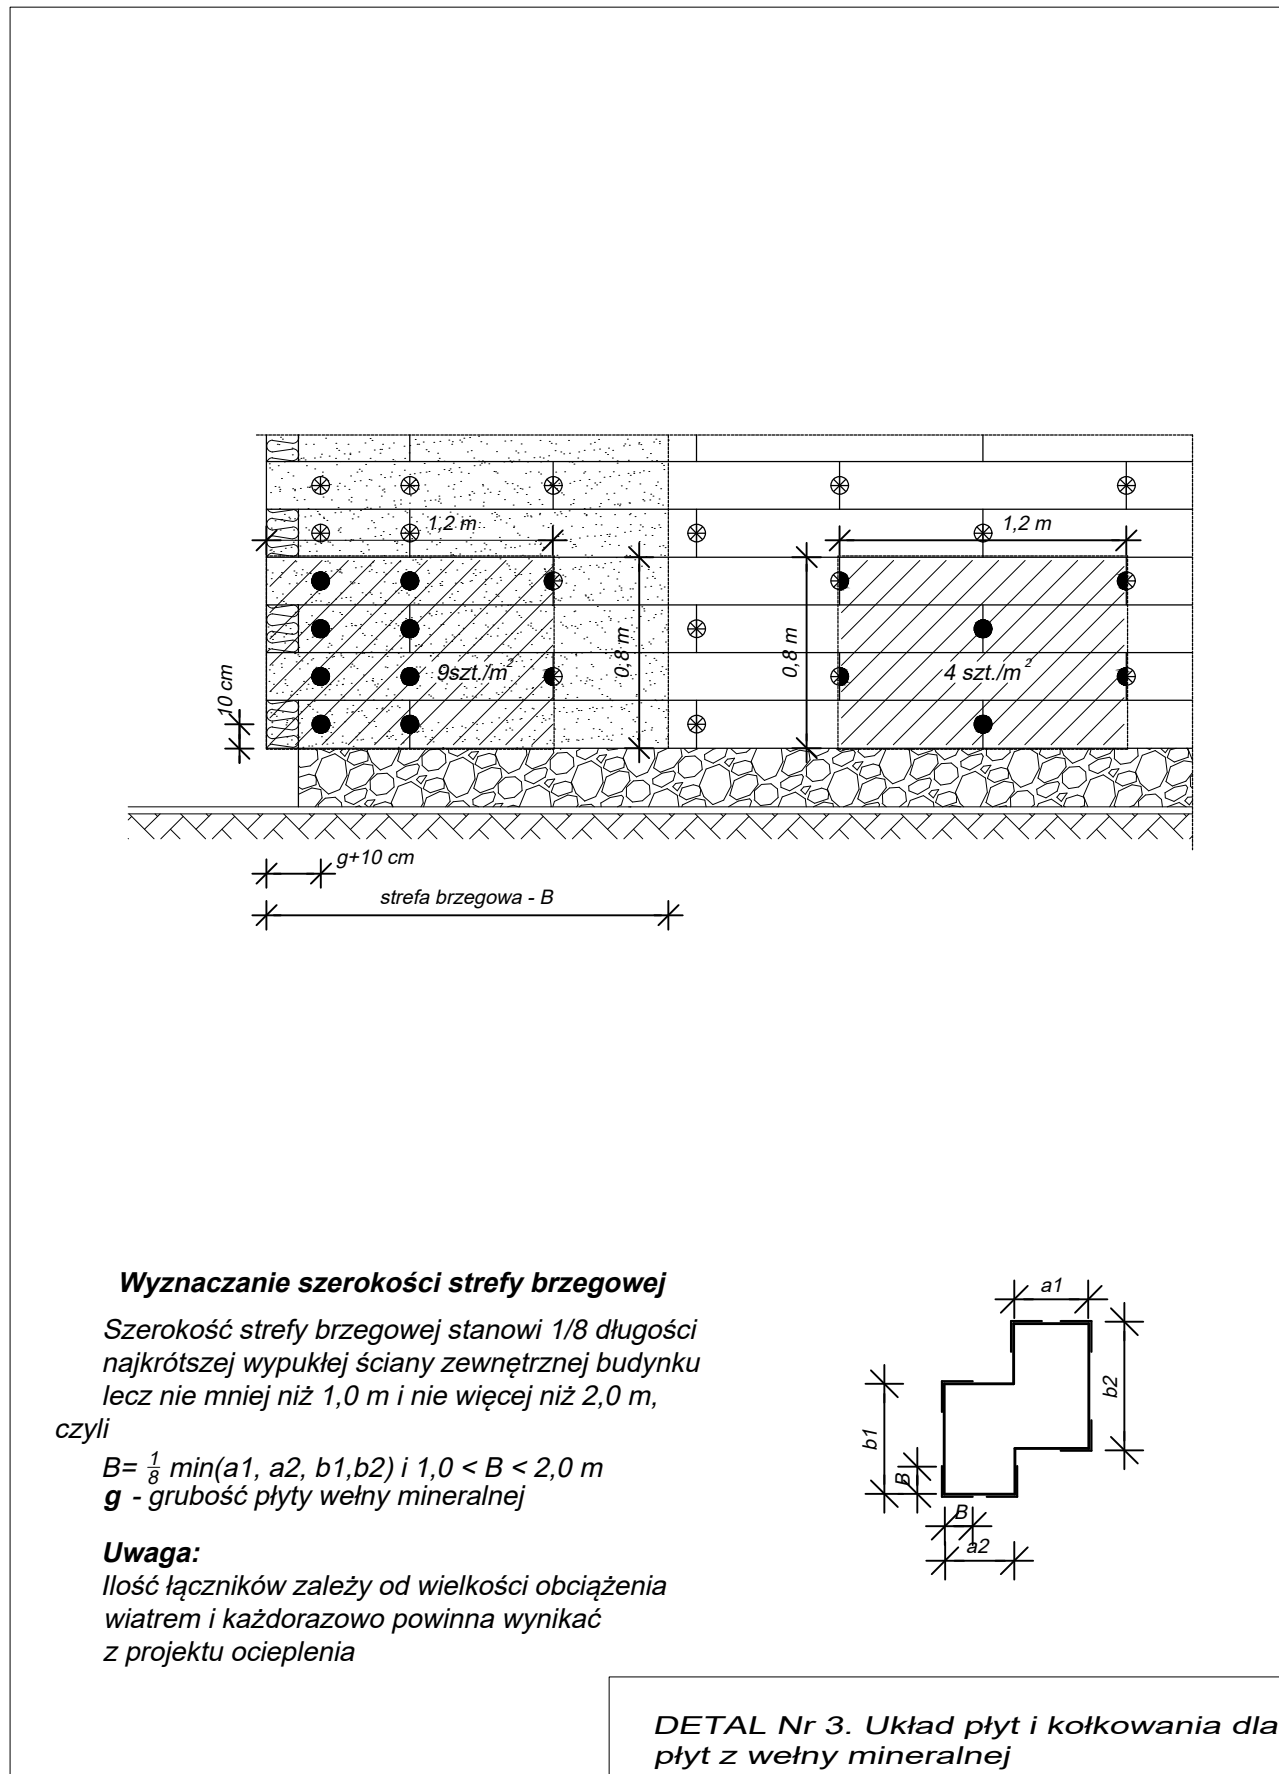 1,2 m
1,2 m
0,8 m
0,8 m
9szt./m²
4 szt./m²
10 cm
g+10 cm
strefa brzegowa - B
Wyznaczanie szerokości strefy brzegowej
Szerokość strefy brzegowej stanowi 1/8 długości
najkrótszej wypukłej ściany zewnętrznej budynku
lecz nie mniej niż 1,0 m i nie więcej niż 2,0 m,
czyli
B= 1/8 min(a1, a2, b1,b2) i 1,0 < B < 2,0 m
g - grubość płyty wełny mineralnej
Uwaga:
Ilość łączników zależy od wielkości obciążenia
wiatrem i każdorazowo powinna wynikać
z projektu ocieplenia
a1
b2
b1
B
B
a2
DETAL Nr 3. Układ płyt i kołkowania dla
płyt z wełny mineralnej